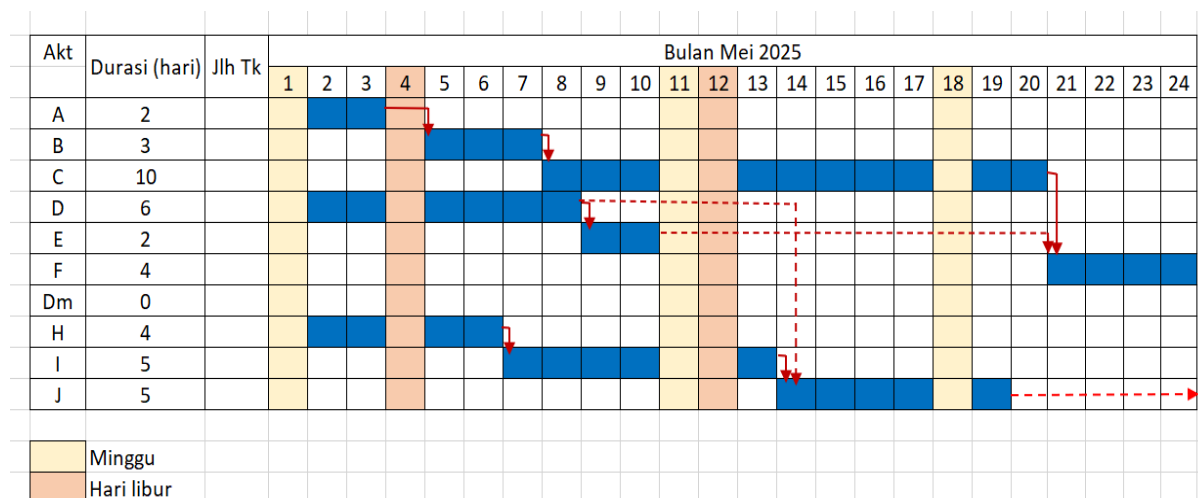 Akt Durasi (hari) Jlh Tk Bulan Mei 2025
1 2 3 4 5 6 7 8 9 10 11 12 13 14 15 16 17 18 19 20 21 22 23 24
A 2
B 3
C 10
D 6
E 2
F 4
Dm 0
H 4
I 5
J 5
Minggu
Hari libur